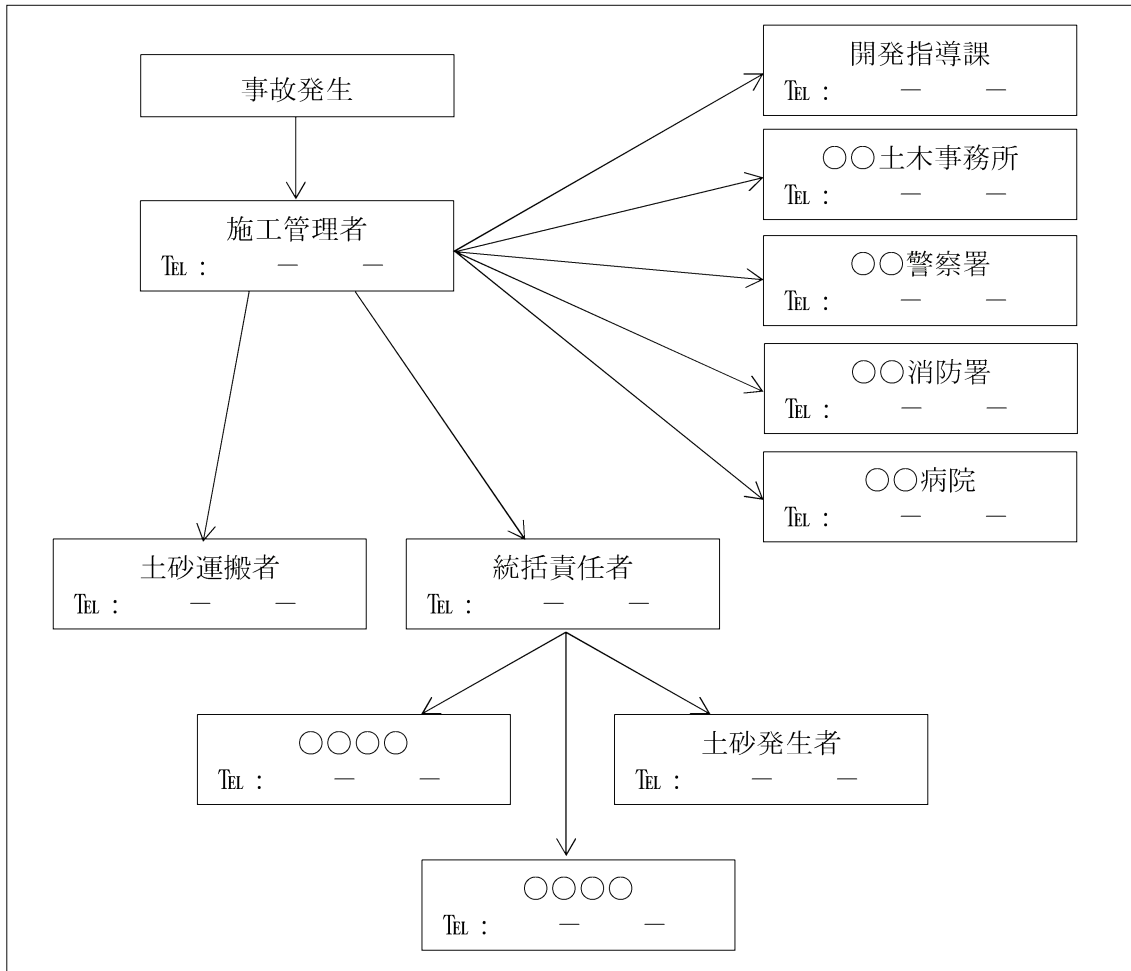 事故発生
施工管理者
℡：　　－　　－
開発指導課
℡：　　－　　－
○○土木事務所
℡：　　－　　－
○○警察署
℡：　　－　　－
○○消防署
℡：　　－　　－
○○病院
℡：　　－　　－
土砂運搬者
℡：　　－　　－
統括責任者
℡：　　－　　－
○○○○
℡：　　－　　－
土砂発生者
℡：　　－　　－
○○○○
℡：　　－　　－